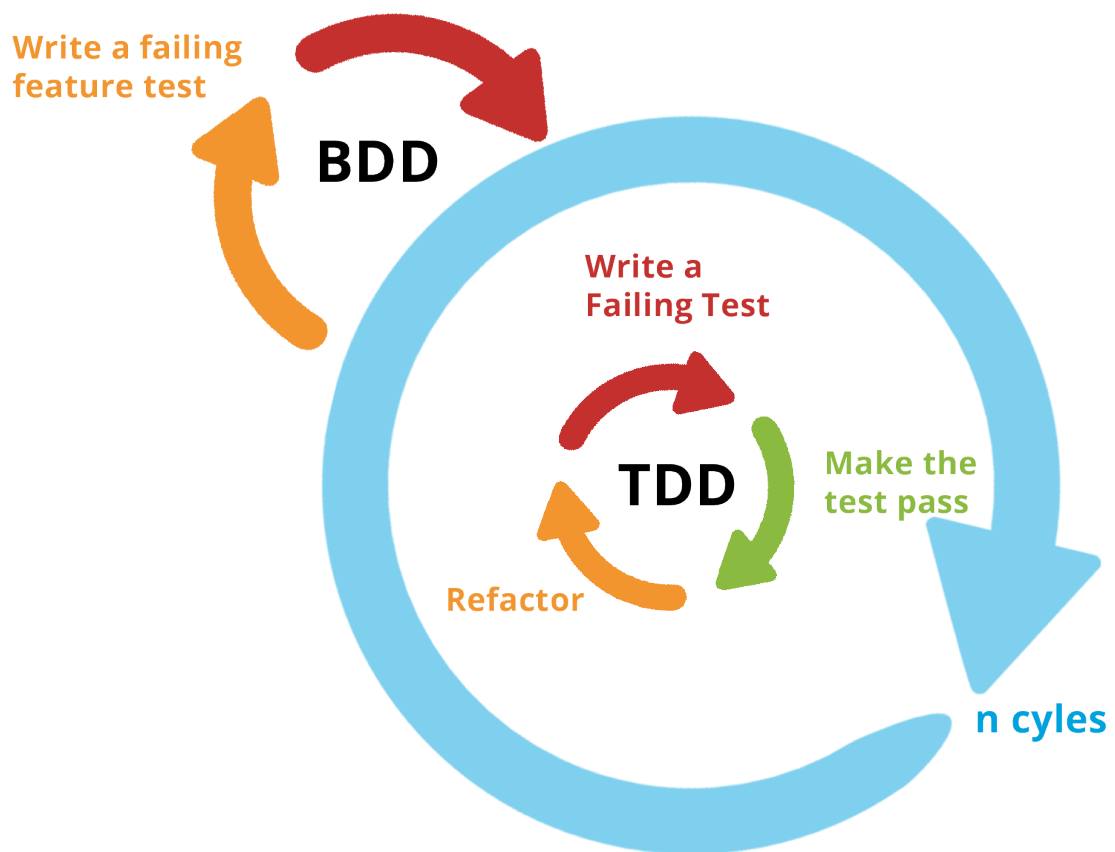 Write a failing
feature test
BDD
Write a
Failing Test
TDD
Make the
test pass
Refactor
n cyles